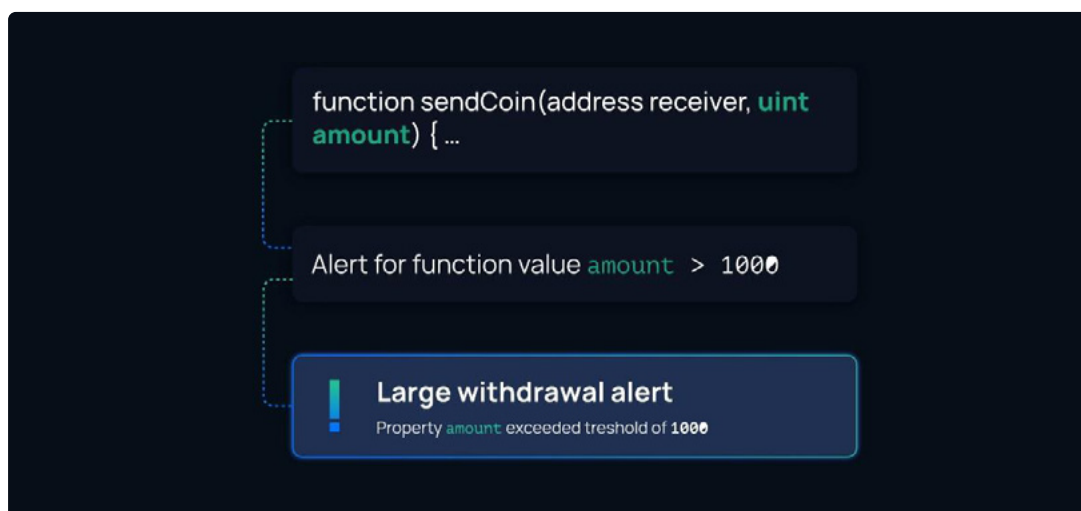 function sendCoin(address receiver, uint
amount) { ...
Alert for function value amount > 1000
Large withdrawal alert
Property amount exceeded treshold of 1000